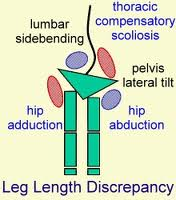 thoracic
compensatory
scoliosis
lumbar
sidebending
pelvis
lateral tilt
hip
adduction
hip
abduction
Leg Length Discrepancy